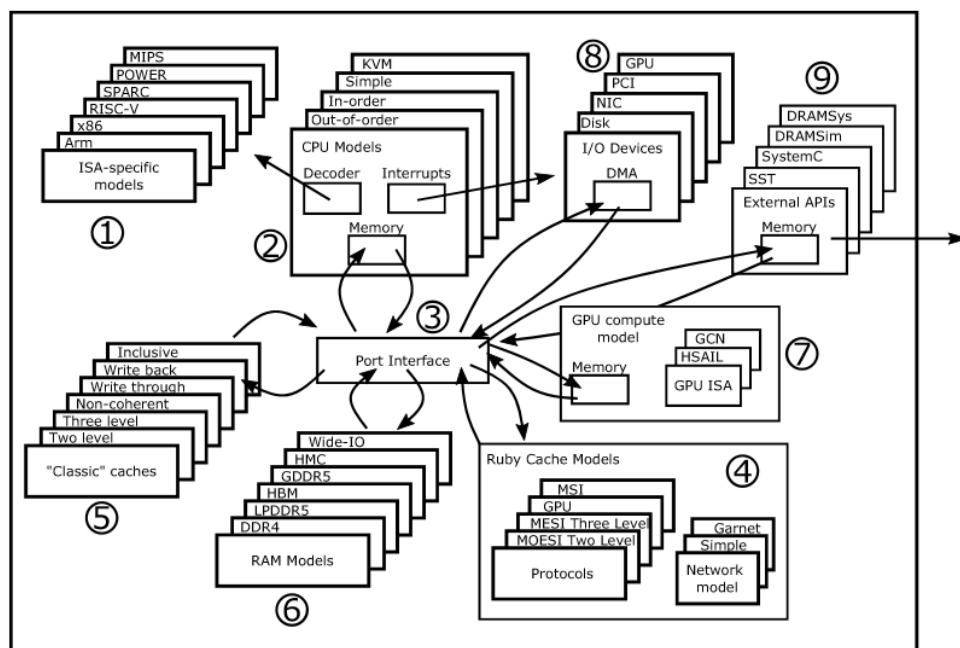 MIPS
POWER
SPARC
RISC-V
x86
Arm
ISA-specific
models
①
KVM
Simple
In-order
Out-of-order
CPU Models
Decoder
Interrupts
Memory
②
⑧
GPU
PCI
NIC
Disk
I/O Devices
DMA
⑨
DRAMSys
DRAMSim
SystemC
SST
External APIs
Memory
③
Port Interface
GPU compute
model
Memory
GCN
HSAIL
GPU ISA
⑦
Inclusive
Write back
Write through
Non-coherent
Three level
Two level
"Classic" caches
⑤
Wide-IO
HMC
GDDR5
HBM
LPDDR5
DDR4
RAM Models
⑥
Ruby Cache Models
④
MSI
GPU
MESI Three Level
MOESI Two Level
Protocols
Garnet
Simple
Network
model